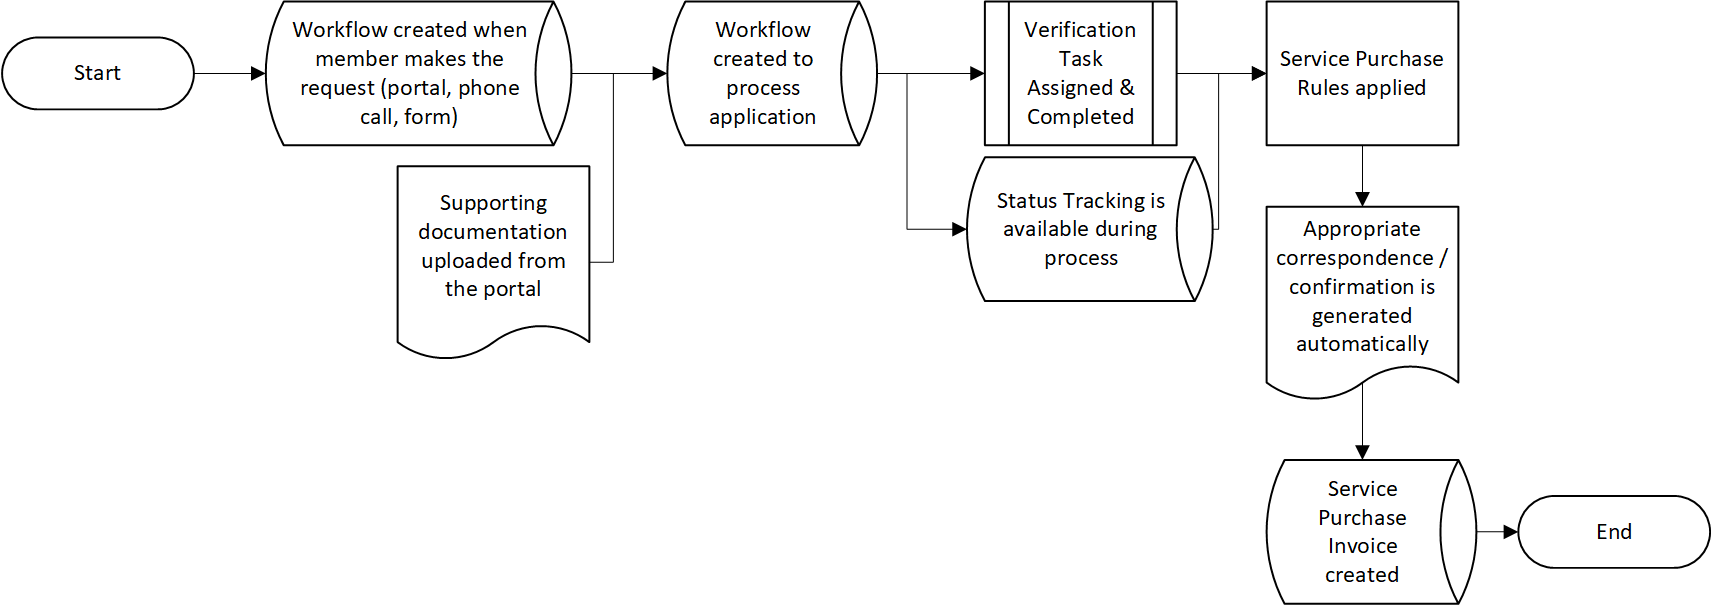 Start
Workflow created when
member makes the
request (portal, phone
call, form)
Supporting
documentation
uploaded from
the portal
Workflow
created to
process
application
Verification
Task
Assigned &
Completed
Status Tracking is
available during
process
Service Purchase
Rules applied
Appropriate
correspondence /
confirmation is
generated
automatically
Service
Purchase
Invoice
created
End